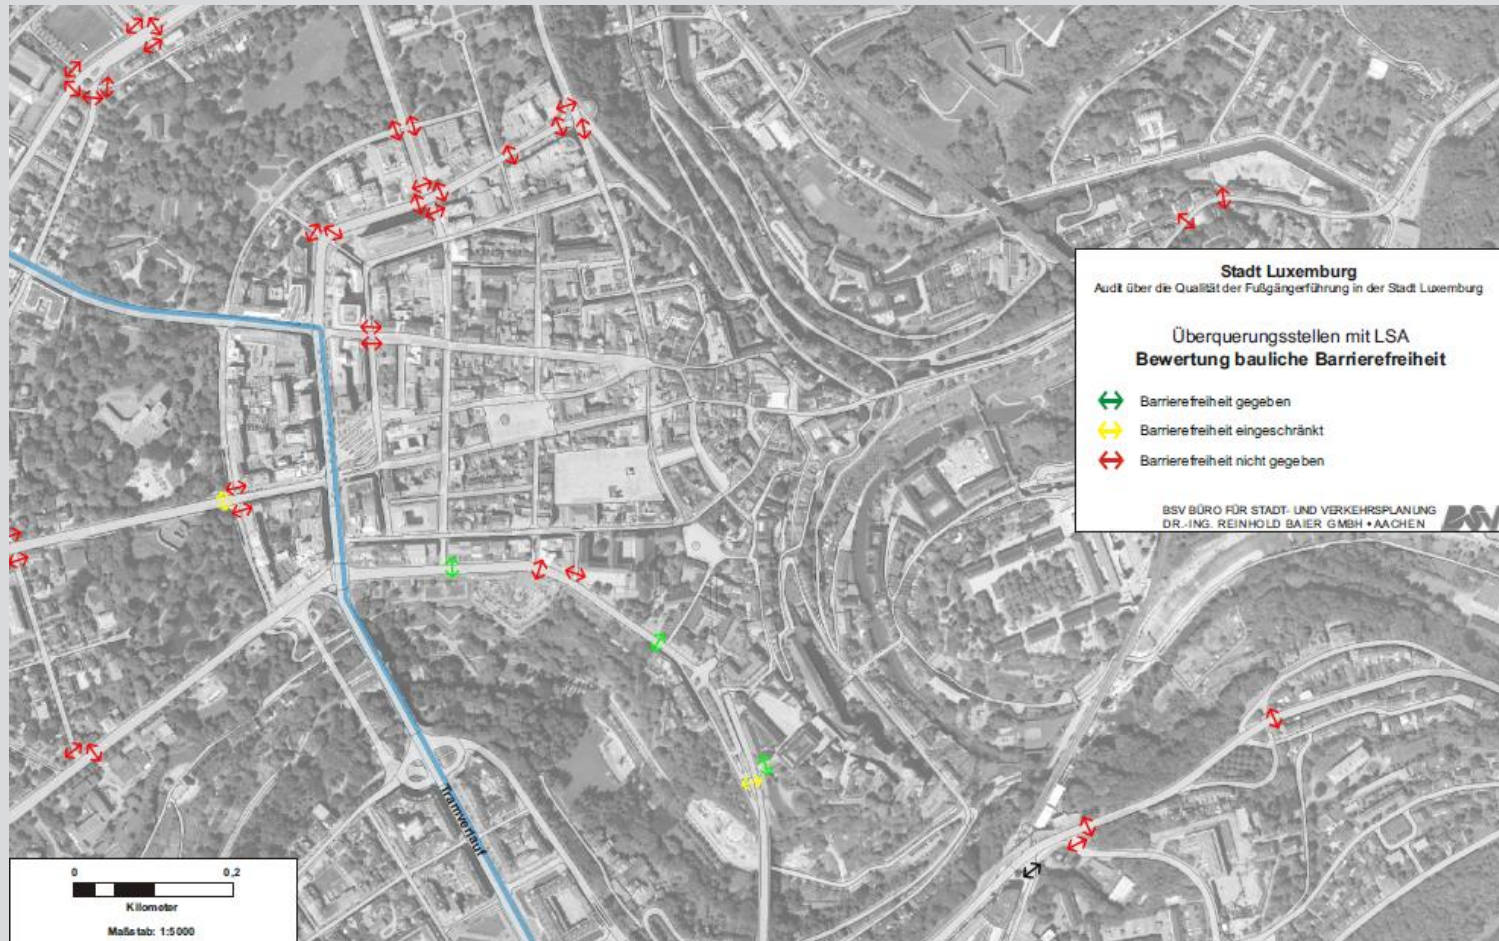 Stadt Luxemburg
Audit über die Qualität der Fußgängerführung in der Stadt Luxemburg
Überquerungsstellen mit LSA
Bewertung bauliche Barrierefreiheit
Barrierefreiheit gegeben
Barrierefreiheit eingeschränkt
Barrierefreiheit nicht gegeben
BSV BÜRO FÜR STADT- UND VERKEHRSPLANUNG
DR.-ING. REINHOLD BAIER GMBH • AACHEN
BSV
Tramverlauf
0 0,2
Kilometer
Maßstab: 1:5000